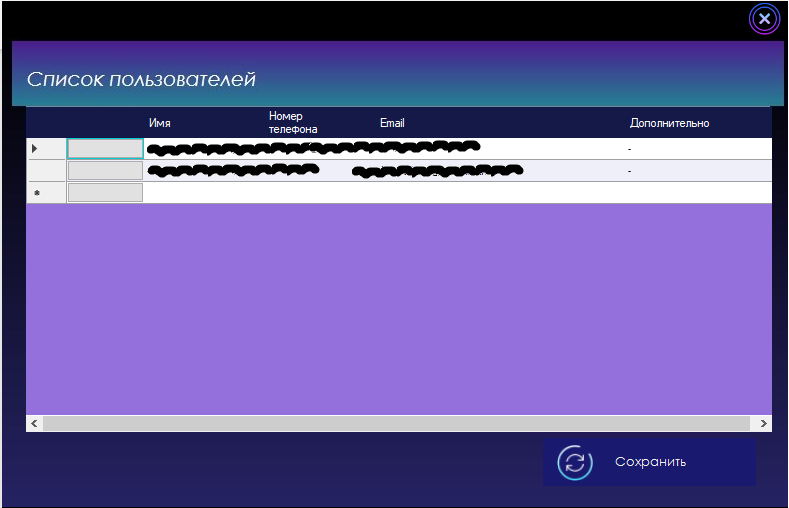 Список пользователей
Имя
Номер
телефона
Email
Дополнительно
-
-
Сохранить